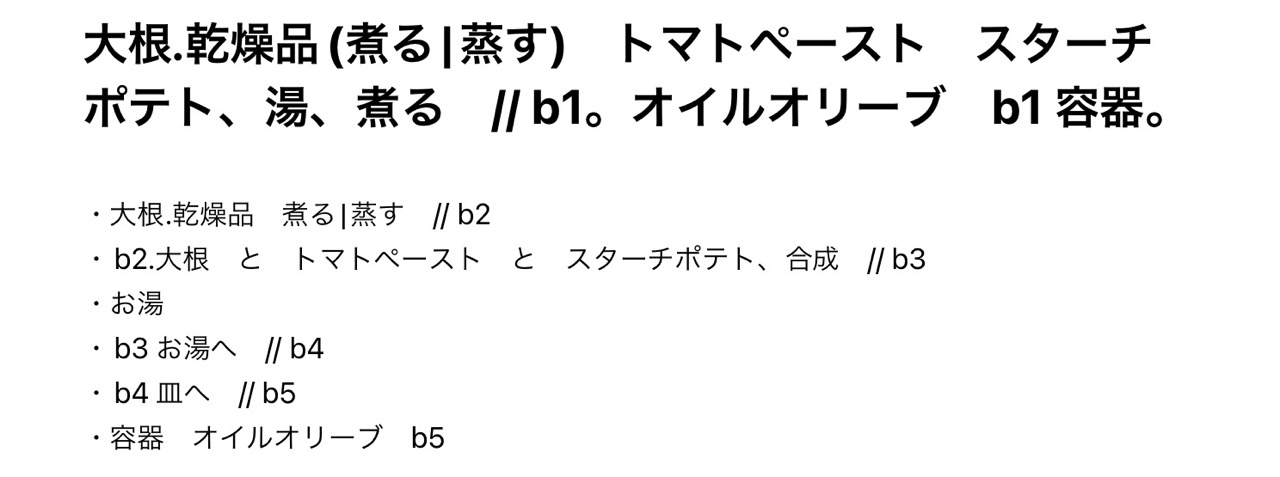 大根.乾燥品 (煮る|蒸す)　トマトペースト　スターチ
ポテト、湯、煮る　// b1。オイルオリーブ　b1 容器。
・大根.乾燥品　煮る|蒸す　// b2
・ b2.大根　と　トマトペースト　と　スターチポテト、合成　// b3
・お湯
・ b3 お湯へ　// b4
・ b4 皿へ　// b5
・容器　オイルオリーブ　b5